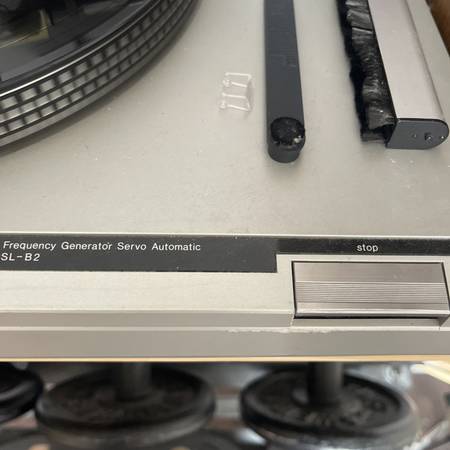 Frequency Generator Servo Automatic
SL-B2
stop